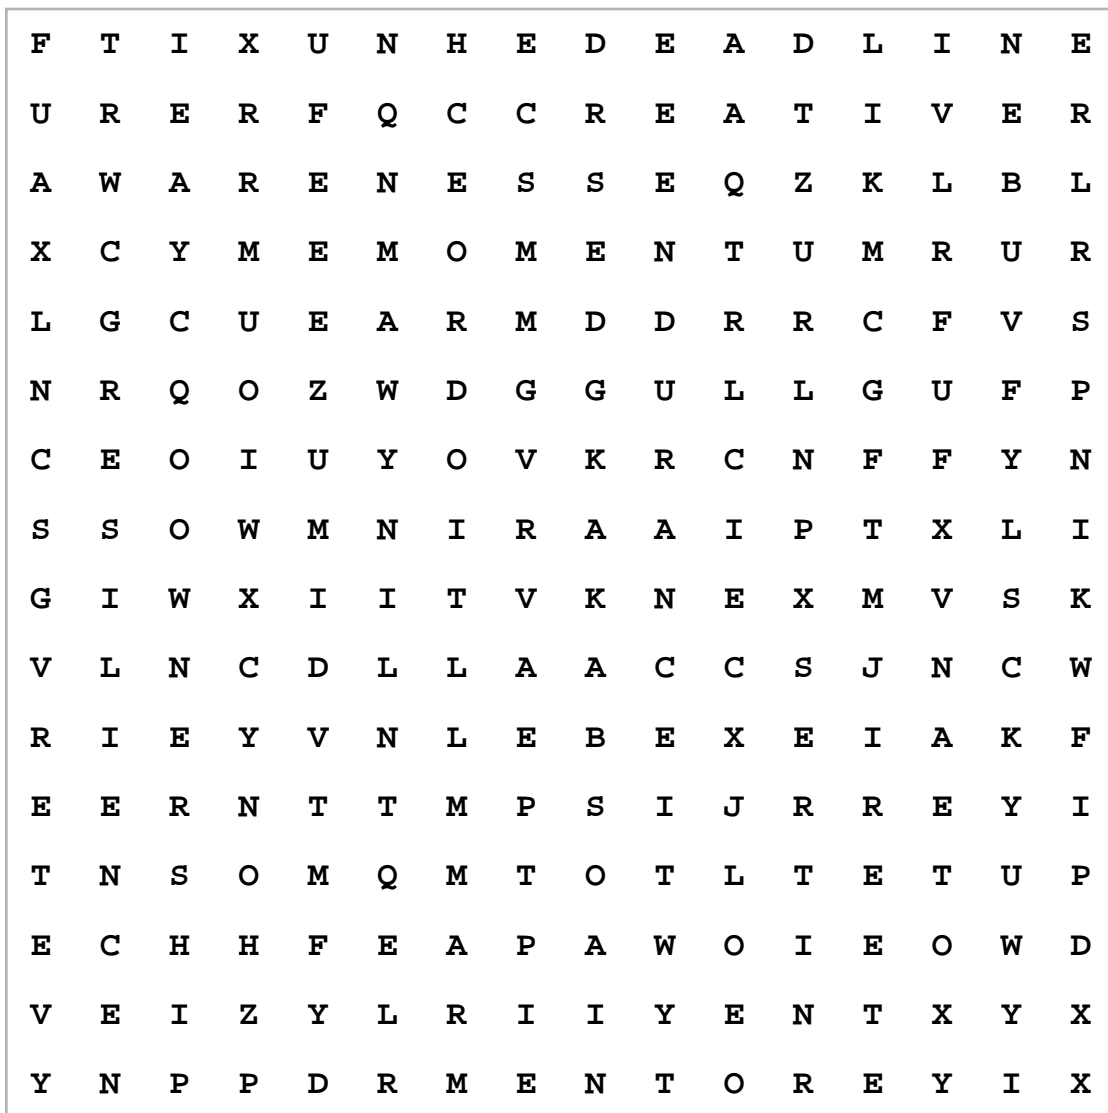 F T I X U N H E D E A D L I N E
U R E R F Q C C R E A T I V E R
A W A R E N E S S E Q Z K L B L
X C Y M E M O M E N T U M R U R
L G C U E A R M D D R R C F V S
N R Q O Z W D G G U L L G U F P
C E O I U Y O V K R C N F F Y N
S S O W M N I R A A I P T X L I
G I W X I I T V K N E X M V S K
V L N C D L L A A C C S J N C W
R I E Y V N L E B E X E I A K F
E E R N T T M P S I J R R E Y I
T N S O M Q M T O T L T E T U P
E C H H F E A P A W O I E O W D
V E I Z Y L R I I Y E N T X Y X
Y N P P D R M E N T O R E Y I X